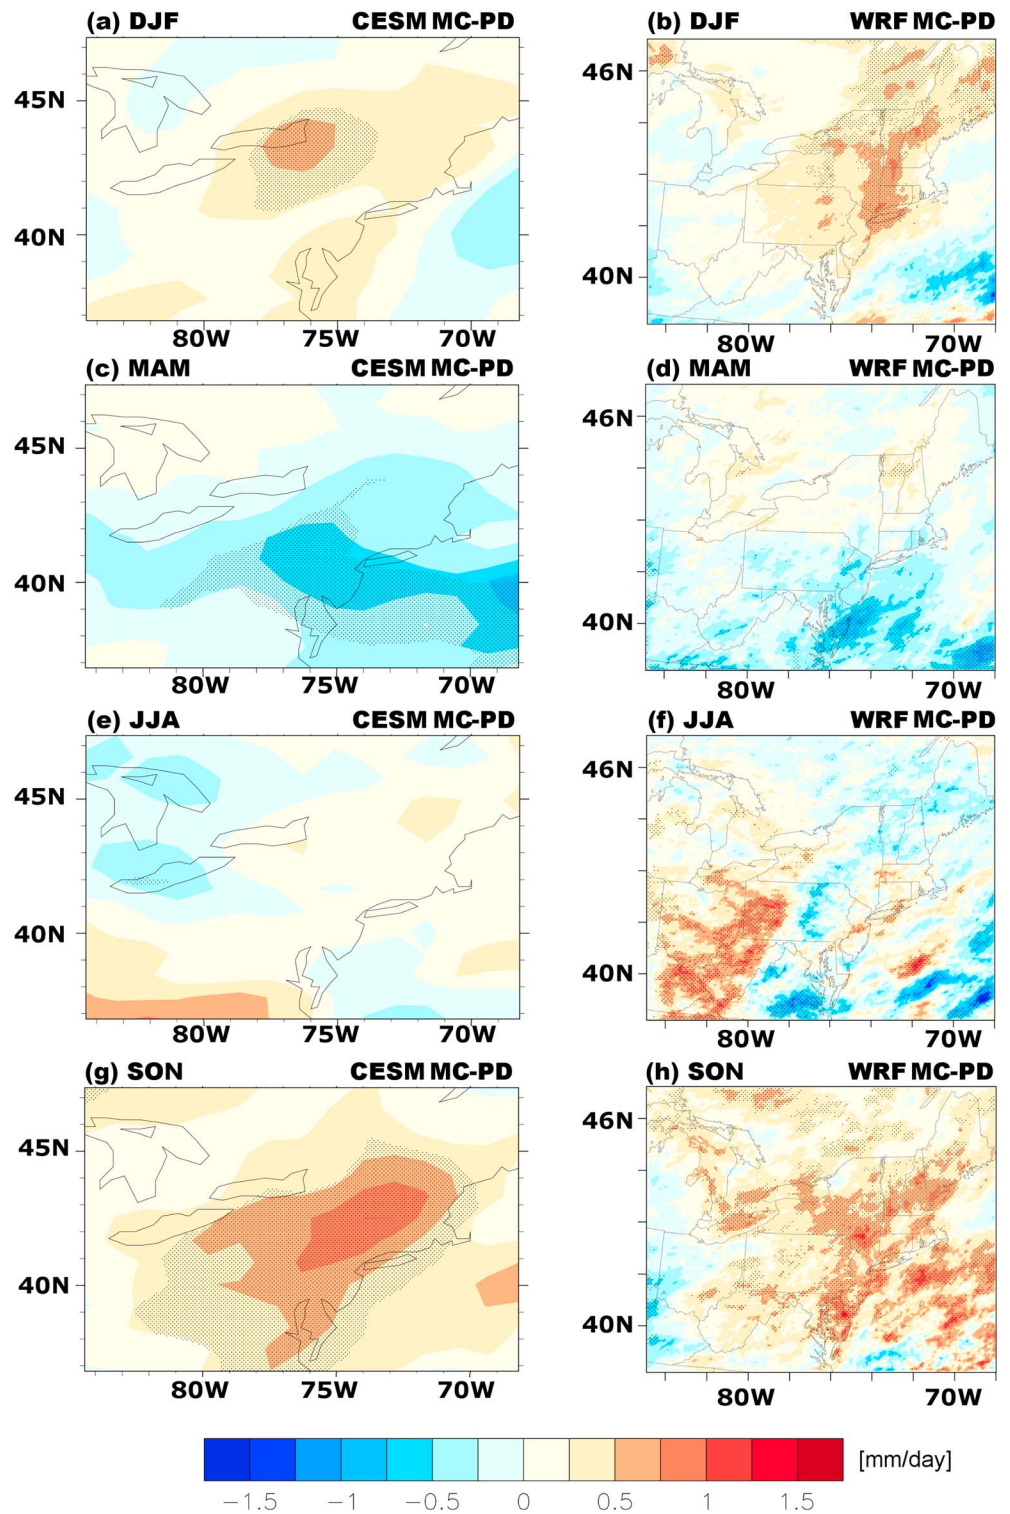 (a) DJF CESM MC-PD (b) DJF WRF MC-PD
45N
40N
46N
40N
80W 75W 70W 80W 70W
(c) MAM CESM MC-PD (d) MAM WRF MC-PD
45N
40N
46N
40N
80W 75W 70W 80W 70W
(e) JJA CESM MC-PD (f) JJA WRF MC-PD
45N
40N
46N
40N
80W 75W 70W 80W 70W
(g) SON CESM MC-PD (h) SON WRF MC-PD
45N
40N
46N
40N
80W 75W 70W 80W 70W
[mm/day]
−1.5 −1 −0.5 0 0.5 1 1.5